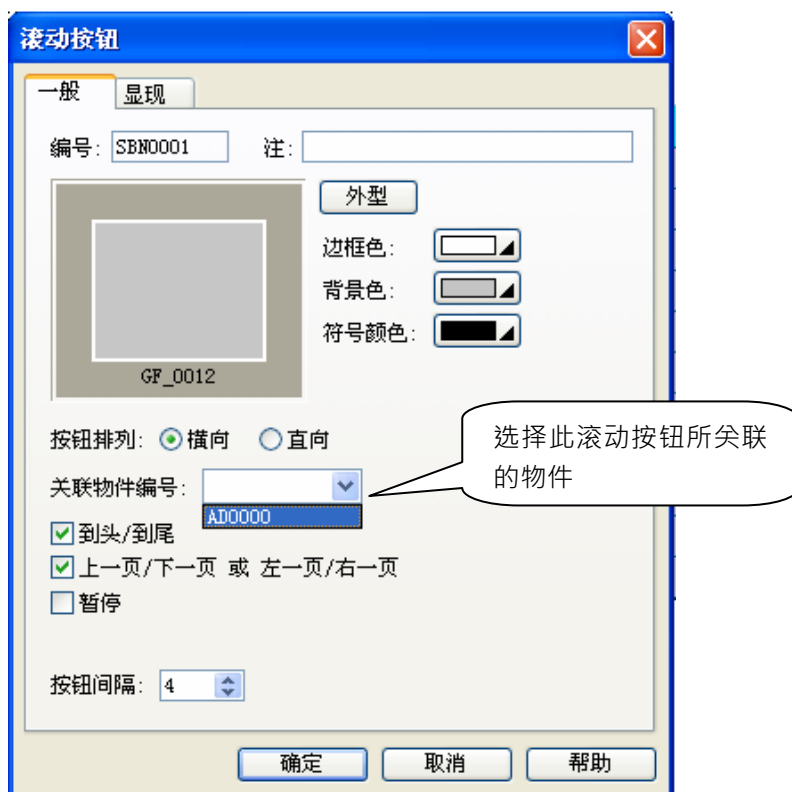 滚动按钮
一般 显现
编号: SBN0001 注:
外型
边框色:
背景色:
符号颜色:
GF_0012
按钮排列: 横向 直向
选择此滚动按钮所关联
的物件
关联物件编号:
AD0000
到头/到尾
上一页/下一页 或 左一页/右一页
暂停
按钮间隔: 4
确定 取消 帮助